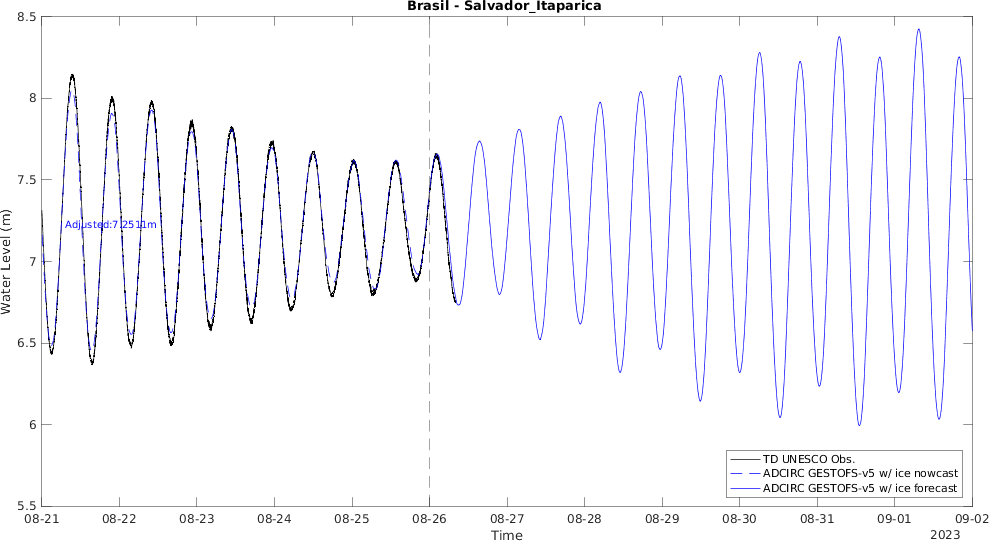 Brasil - Salvador_Itaparica
8.5
8
7.5
7
6.5
6
5.5
Water Level (m)
Adjusted:7.2511m
TD UNESCO Obs.
ADCIRC GESTOFS-v5 w/ ice nowcast
ADCIRC GESTOFS-v5 w/ ice forecast
08-21 08-22 08-23 08-24 08-25 08-26 08-27 08-28 08-29 08-30 08-31 09-01 09-02
Time
2023